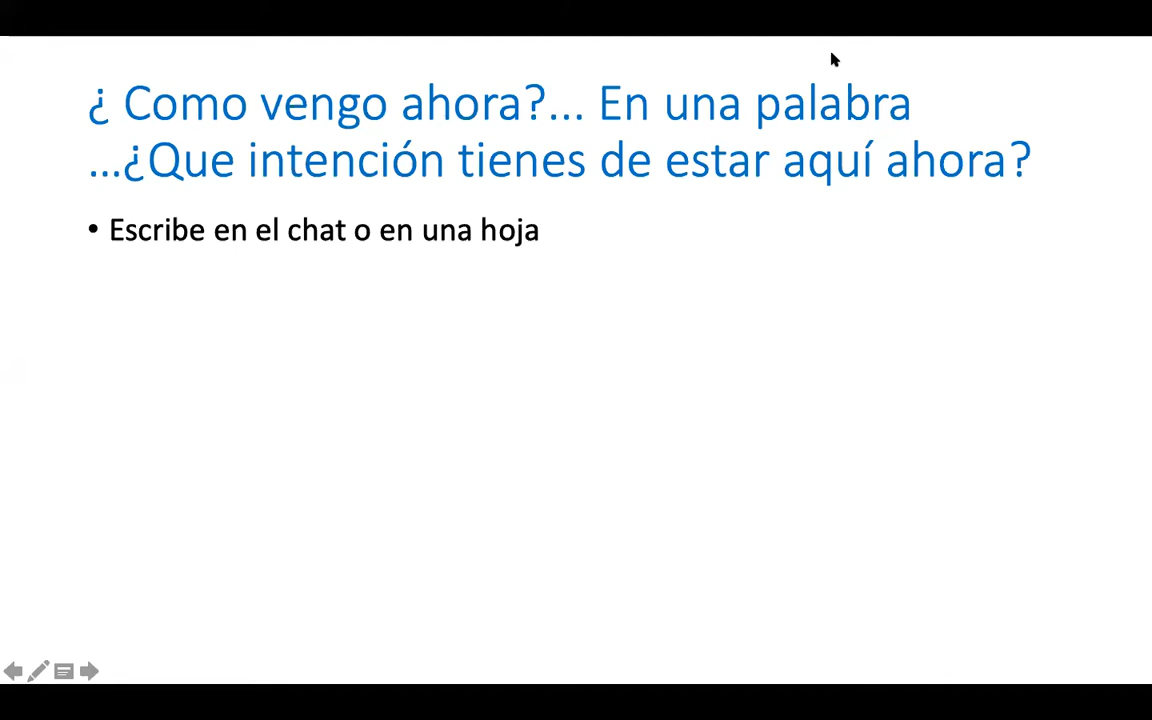 ¿ Como vengo ahora?... En una palabra
...¿Que intención tienes de estar aquí ahora?
• Escribe en el chat o en una hoja